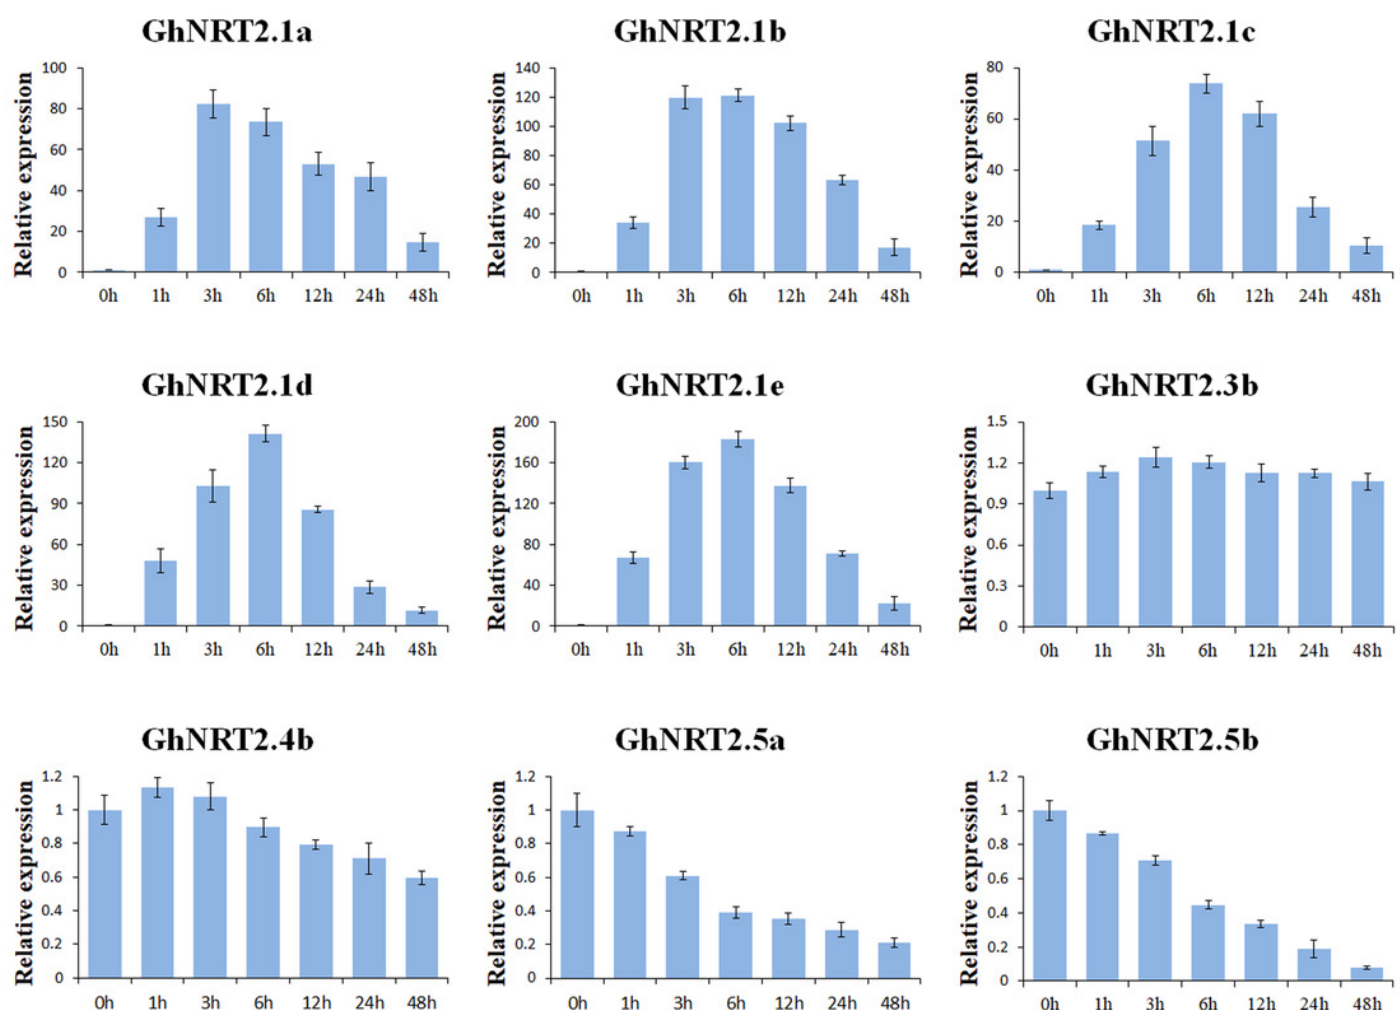 GhNRT2.1a
Relative expression
100
80
60
40
20
0
0h 1h 3h 6h 12h 24h 48h
GhNRT2.1b
Relative expression
140
120
100
80
60
40
20
0
0h 1h 3h 6h 12h 24h 48h
GhNRT2.1c
Relative expression
80
60
40
20
0
0h 1h 3h 6h 12h 24h 48h
GhNRT2.1d
Relative expression
150
120
90
60
30
0
0h 1h 3h 6h 12h 24h 48h
GhNRT2.1e
Relative expression
200
160
120
80
40
0
0h 1h 3h 6h 12h 24h 48h
GhNRT2.3b
Relative expression
1.5
1.2
0.9
0.6
0.3
0
0h 1h 3h 6h 12h 24h 48h
GhNRT2.4b
Relative expression
1.2
1
0.8
0.6
0.4
0.2
0
0h 1h 3h 6h 12h 24h 48h
GhNRT2.5a
Relative expression
1.2
1
0.8
0.6
0.4
0.2
0
0h 1h 3h 6h 12h 24h 48h
GhNRT2.5b
Relative expression
1.2
1
0.8
0.6
0.4
0.2
0
0h 1h 3h 6h 12h 24h 48h